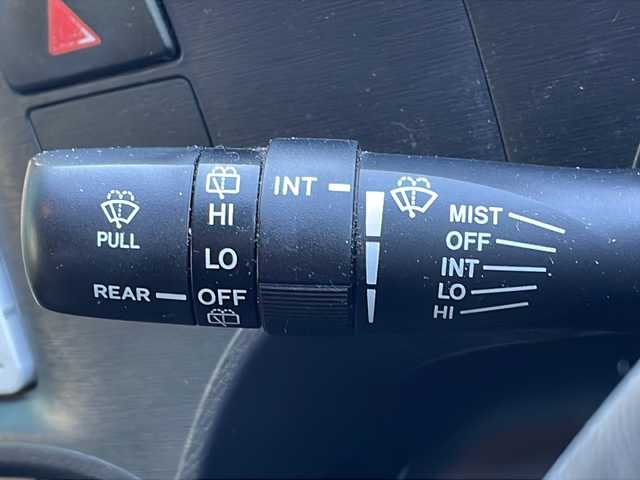 PULL
REAR
HI
LO
OFF
INT
MIST
OFF
INT
LO
HI